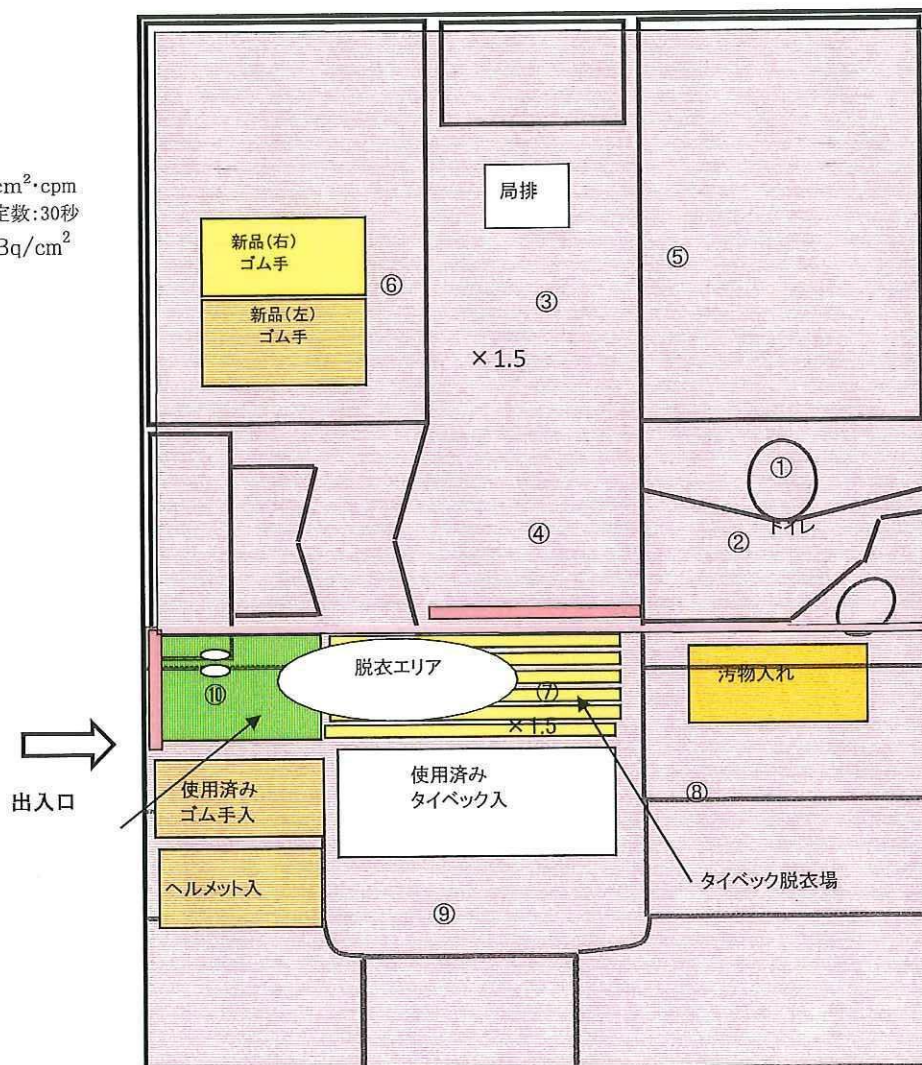 cm²・cpm
定数:30秒
Bq/cm²
局排
新品(右)
ゴム手
⑥
新品(左)
ゴム手
③
⑤
×1.5
①
④
②
トイレ
脱衣エリア
⑩
⑦
×1.5
汚物入れ
出入口
使用済み
ゴム手入
使用済み
タイベック入
⑧
ヘルメット入
タイベック脱衣場
⑨